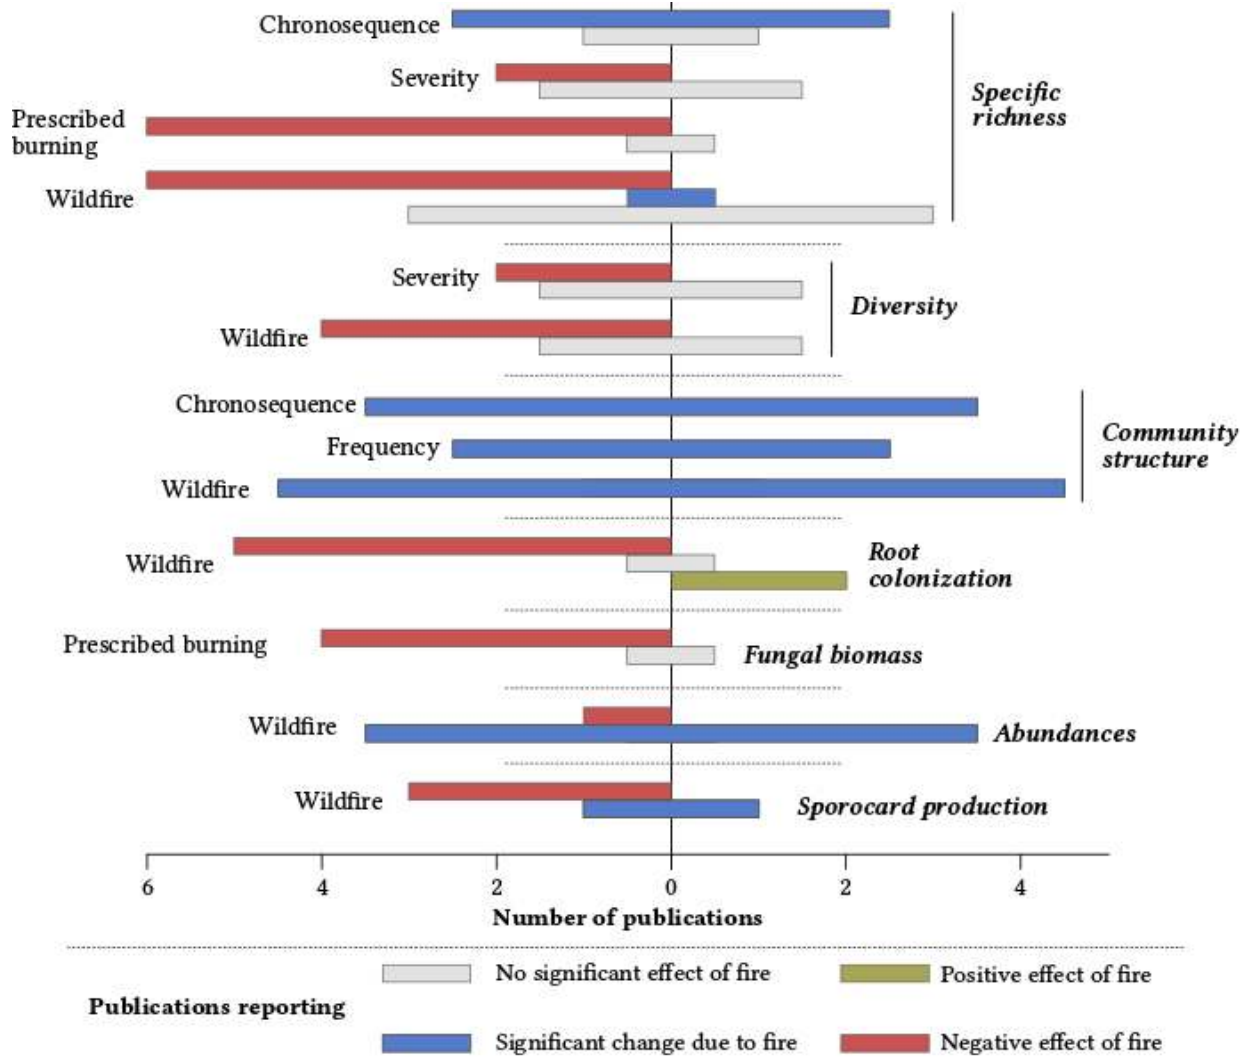 Chronosequence
Severity
Specific
richness
Prescribed
burning
Wildfire
Severity
Diversity
Wildfire
Chronosequence
Frequency
Community
structure
Wildfire
Wildfire
Root
colonization
Prescribed burning
Fungal biomass
Wildfire
Abundances
Wildfire
Sporocard production
6 4 2 0 2 4
Number of publications
Publications reporting
No significant effect of fire
Positive effect of fire
Significant change due to fire
Negative effect of fire